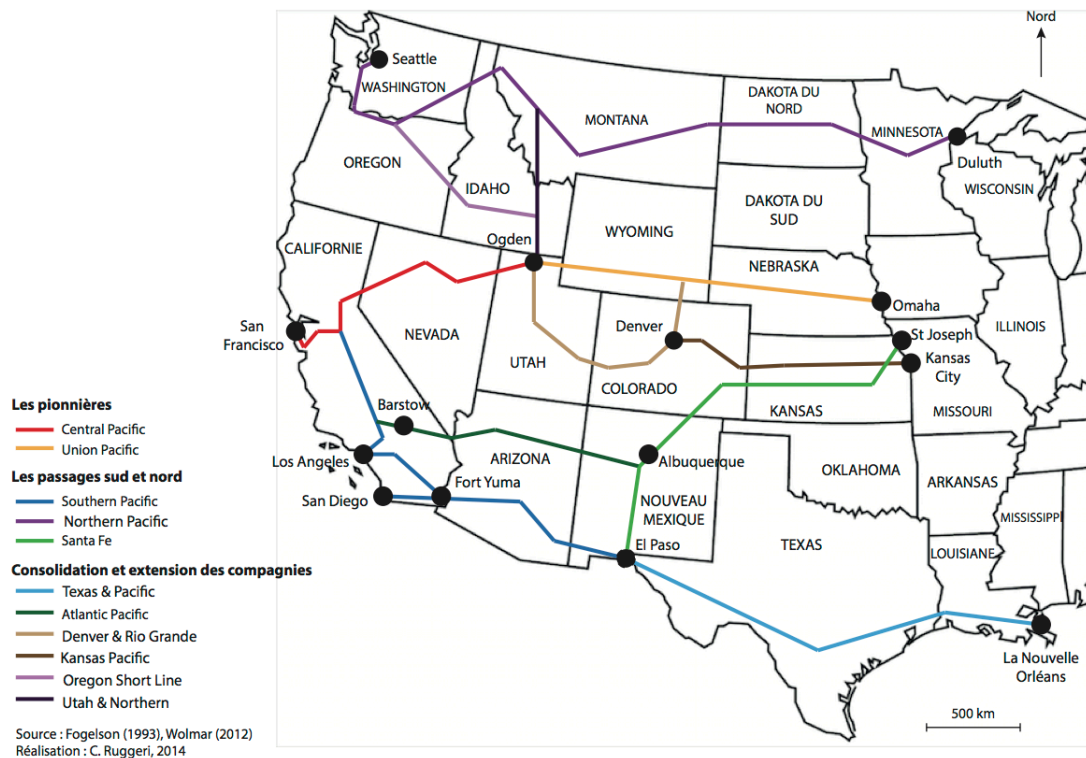 Nord
Seattle
WASHINGTON
DAKOTA DU
NORD
MONTANA
MINNESOTA
Duluth
OREGON
IDAHO
WISCONSIN
DAKOTA DU
SUD
WYOMING
Ogden
CALIFORNIE
NEBRASKA
Omaha
San
Francisco
NEVADA
Denver
St Joseph
ILLINOIS
UTAH
Kansas
City
COLORADO
KANSAS
MISSOURI
Barstow
Los Angeles
ARIZONA
Albuquerque
OKLAHOMA
ARKANSAS
San Diego
Fort Yuma
NOUVEAU
MEXIQUE
MISSISSIPPI
El Paso
TEXAS
LOUISIANE
La Nouvelle
Orléans
500 km
Les pionnières
Central Pacific
Union Pacific
Les passages sud et nord
Southern Pacific
Northern Pacific
Santa Fe
Consolidation et extension des compagnies
Texas & Pacific
Atlantic Pacific
Denver & Rio Grande
Kansas Pacific
Oregon Short Line
Utah & Northern
Source : Fogelson (1993), Wolmar (2012)
Réalisation : C. Ruggeri, 2014